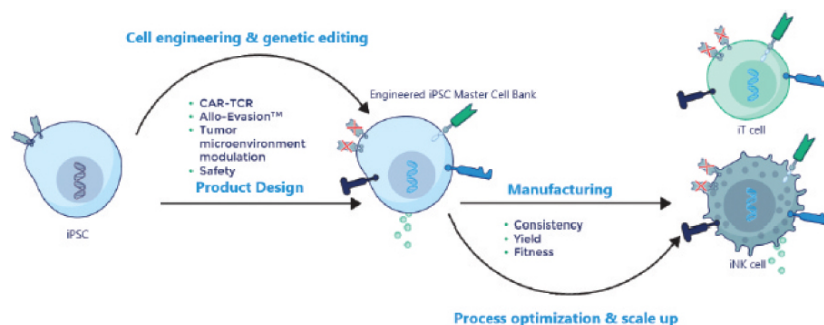 Cell engineering & genetic editing
Engineered iPSC Master Cell Bank
CAR-TCR
Allo-Evasion™
Tumor
microenvironment
modulation
Safety
Product Design
iPSC
Manufacturing
Consistency
Yield
Fitness
Process optimization & scale up
iT cell
iNK cell